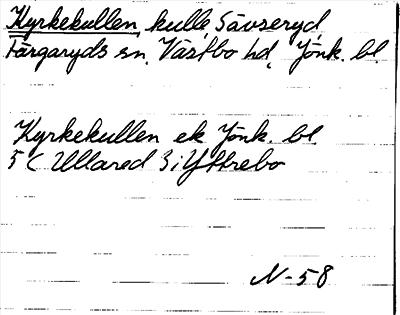 Kyrkekullen, kulle, Sävseryd,
Färgaryds sn, Västbo hd, Jönk. bl.
Kyrkekullen ek Jönk. bl.
5 ( Ullared 3; Yttrebo
N-58